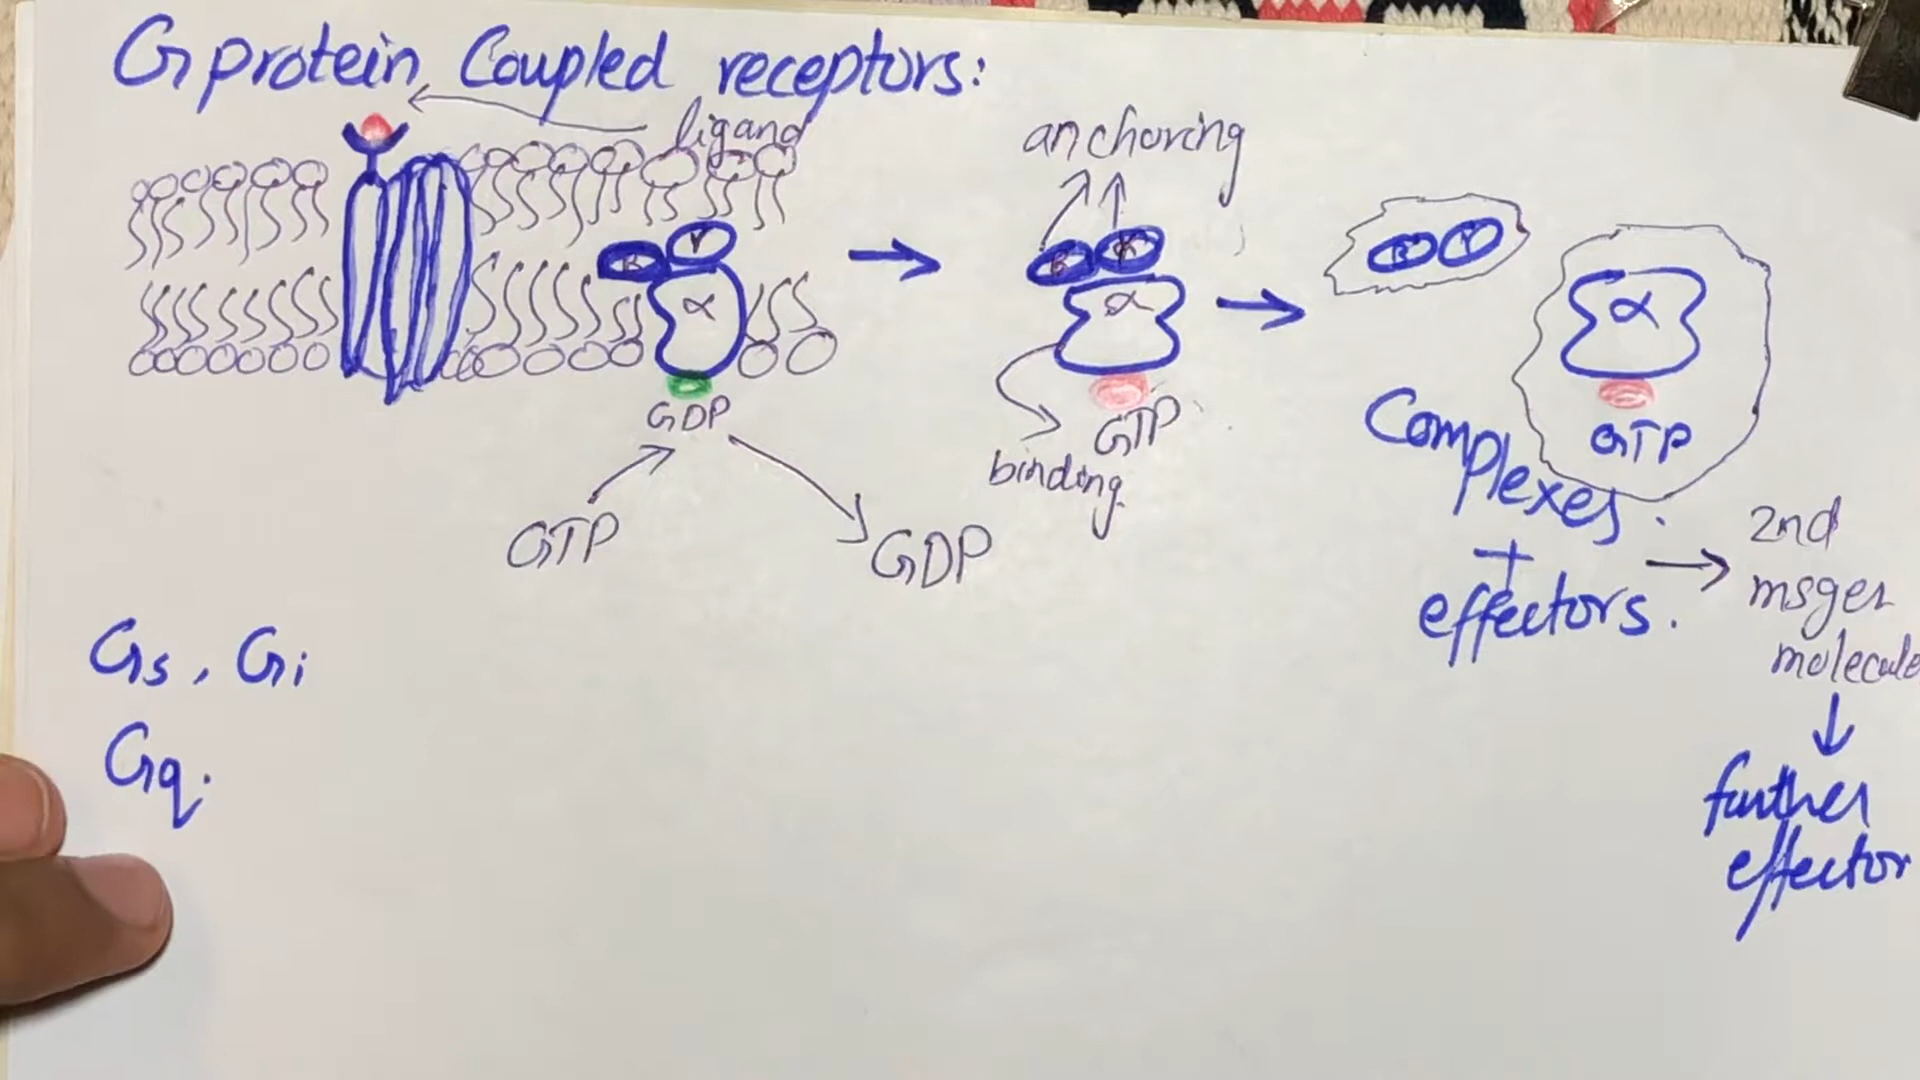 G protein Coupled receptors:
ligand
γ
α
GDP
GTP
GDP
anchoring
α
GTP
binding.
γ
α
GTP
Complexes.
+
effectors.
2nd
msger
molecule
further
effector
Gs, Gi
Gq.